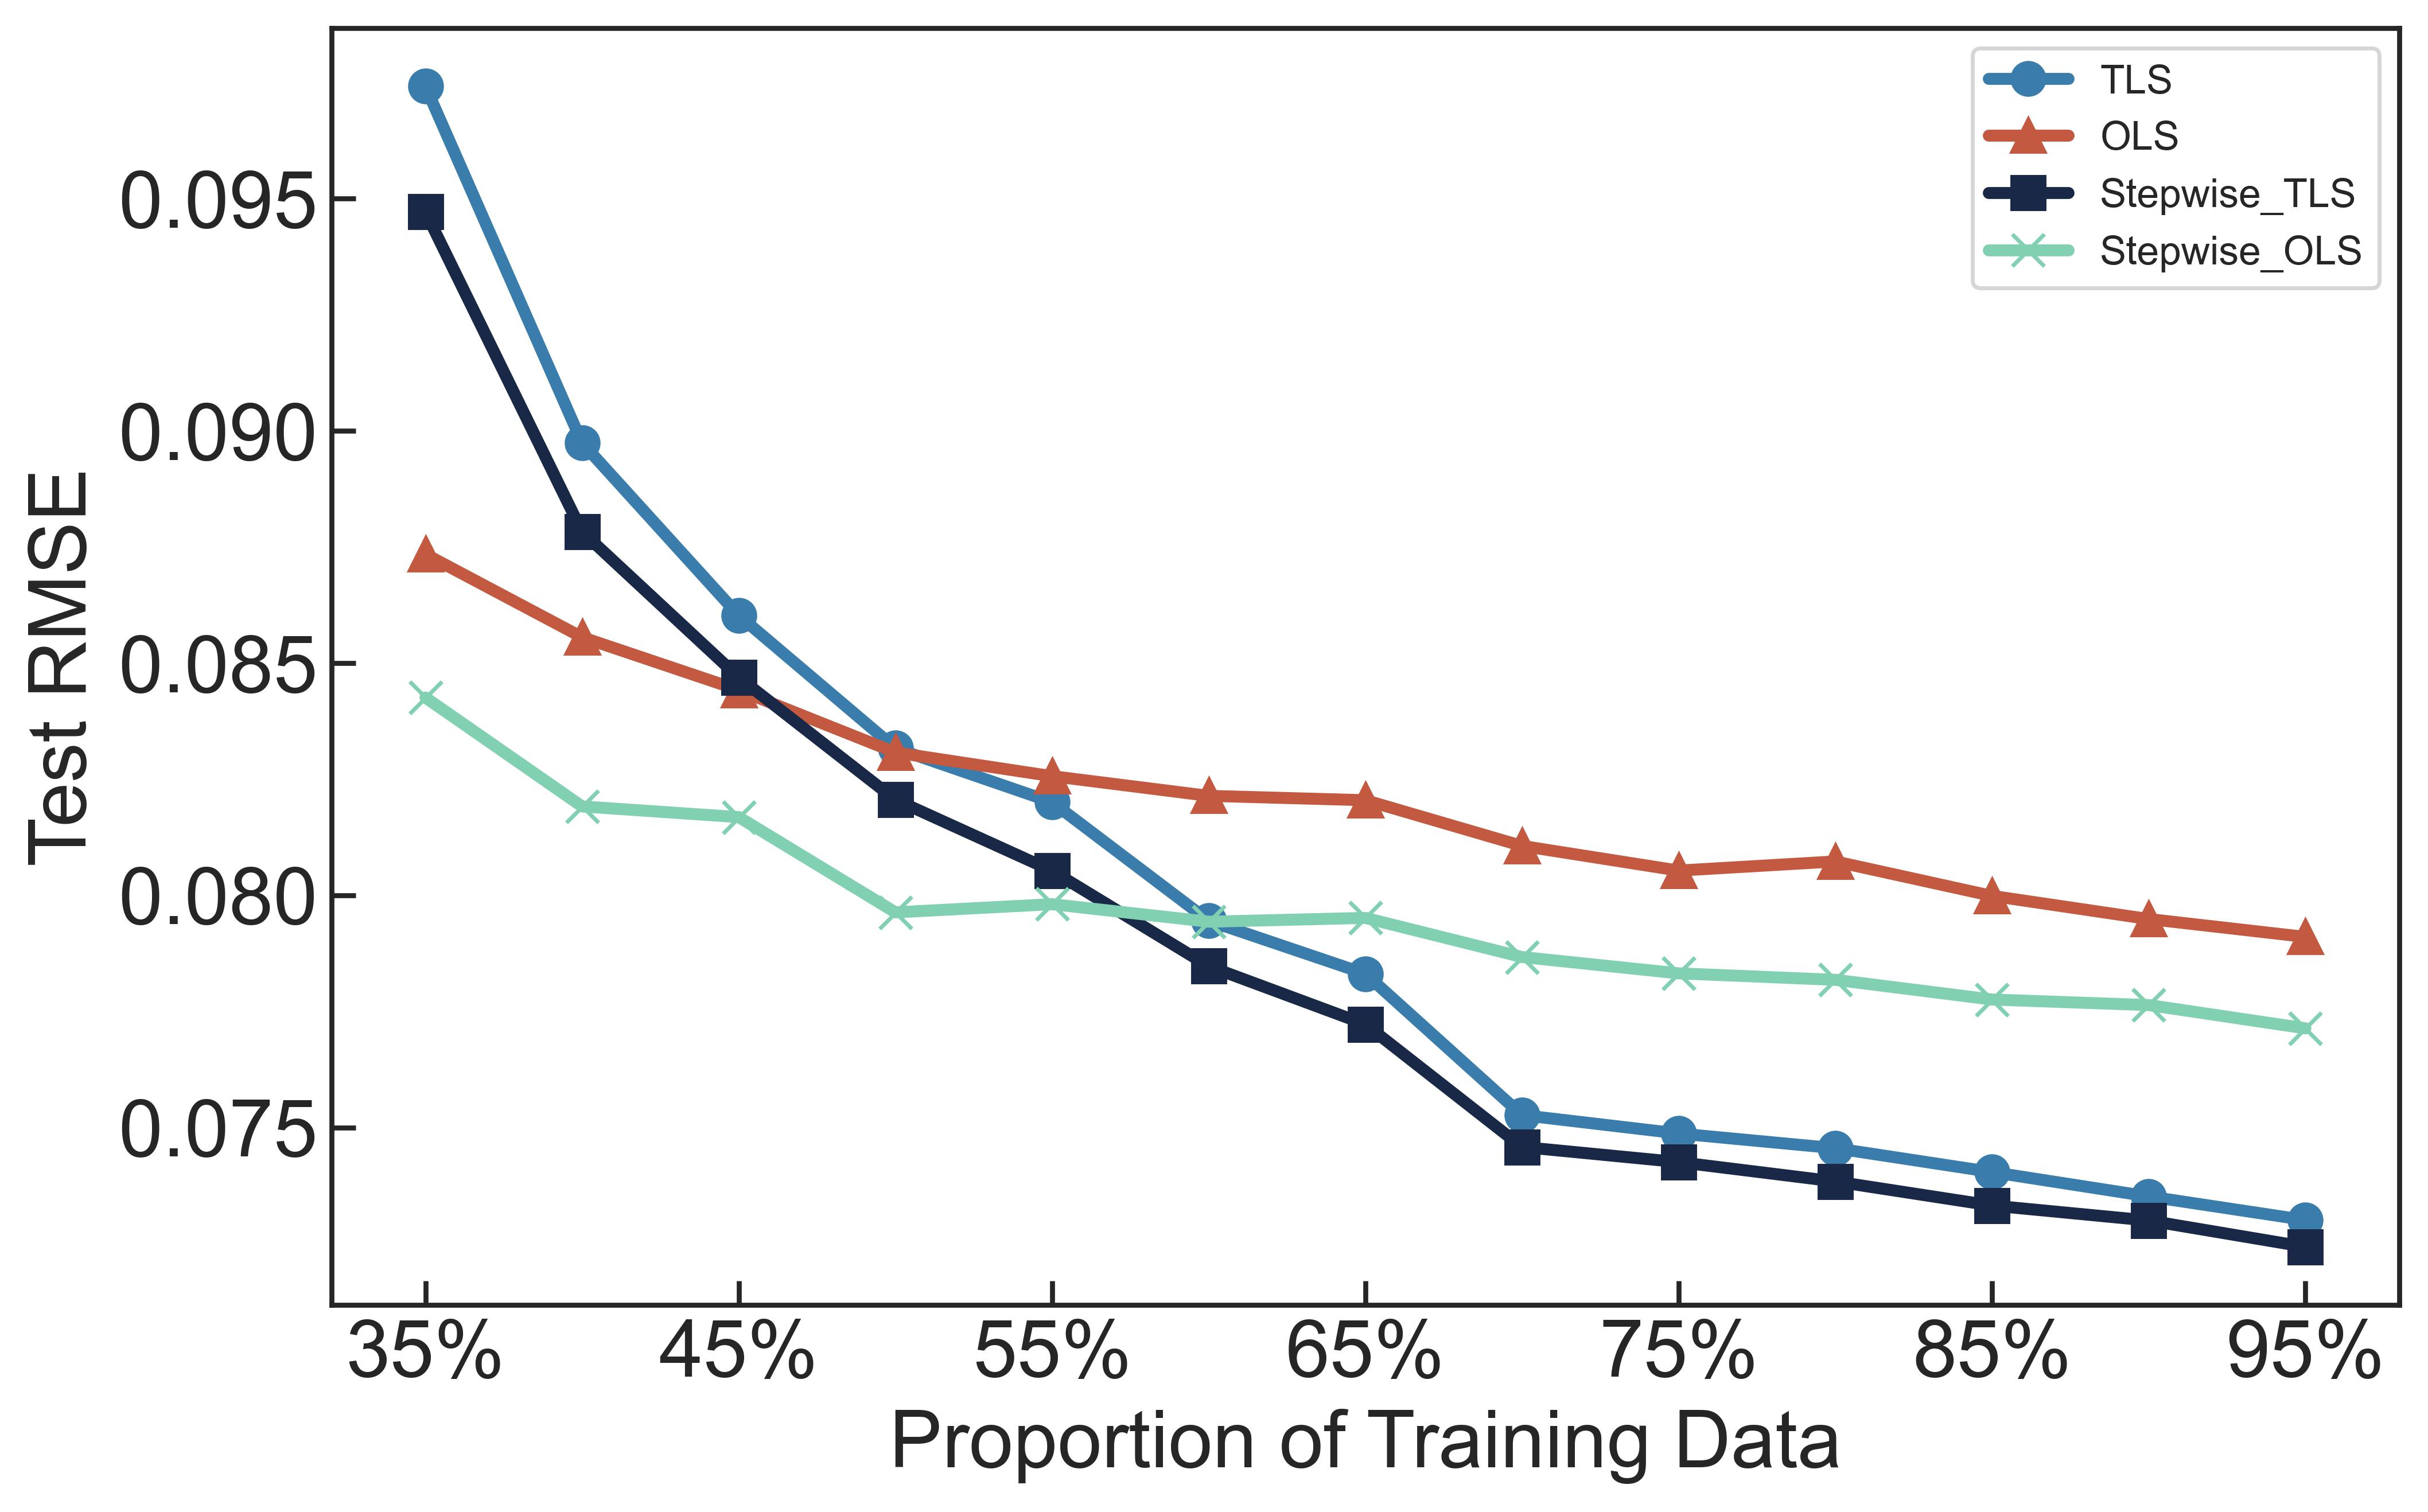 TLS
OLS
Stepwise_TLS
Stepwise_OLS
Test RMSE
0.095
0.090
0.085
0.080
0.075
35% 45% 55% 65% 75% 85% 95%
Proportion of Training Data